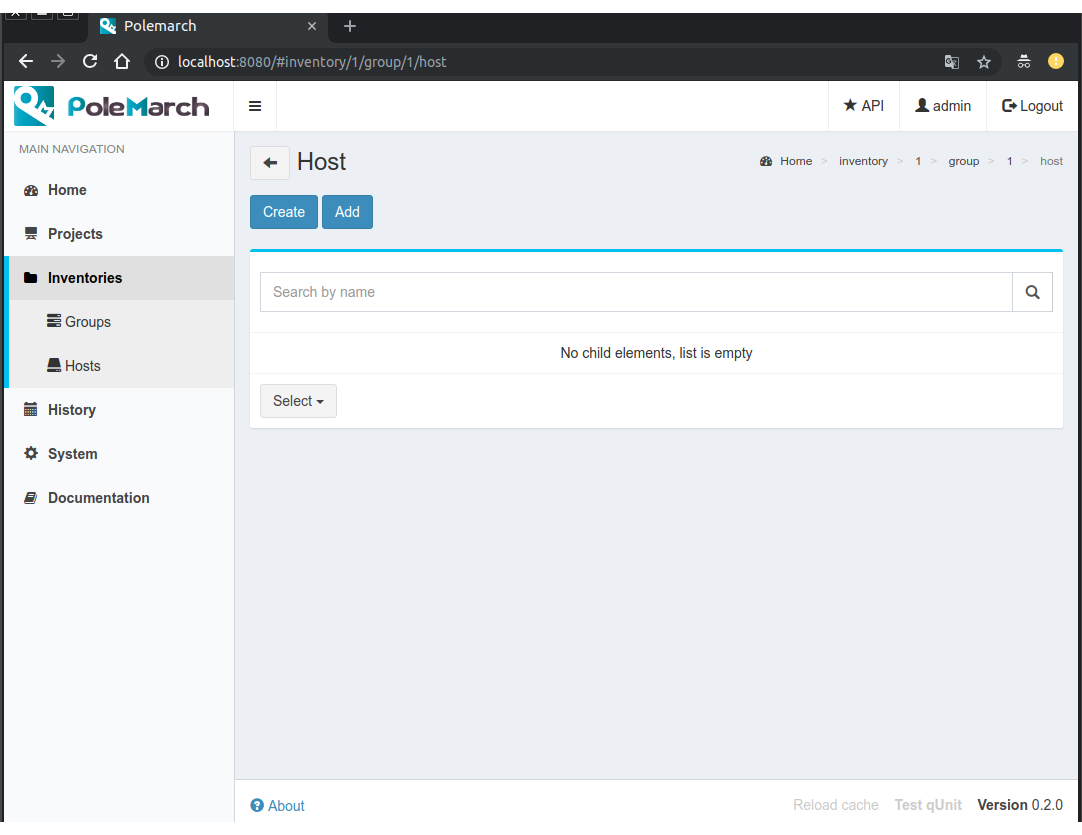 Polemarch
localhost:8080/#inventory/1/group/1/host
PoleMarch
API
admin
Logout
MAIN NAVIGATION
Home
Projects
Inventories
Groups
Hosts
History
System
Documentation
Host
Home > inventory > 1 > group > 1 > host
Create Add
Search by name
No child elements, list is empty
Select
About
Reload cache Test qUnit Version 0.2.0